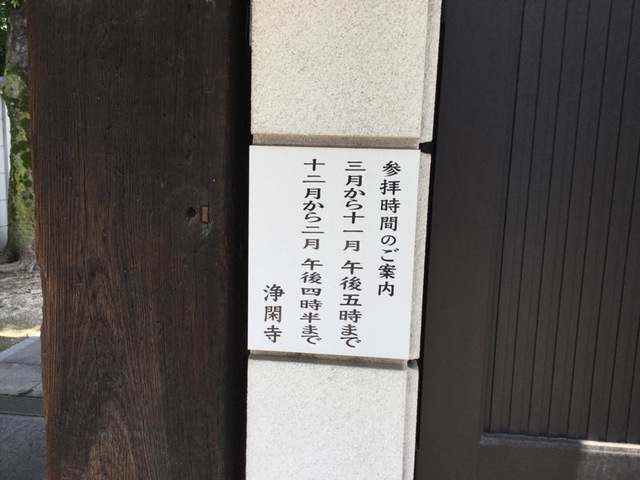 参拝時間のご案内
三月から十一月 午後五時まで
十二月から二月 午後四時半まで
浄閑寺